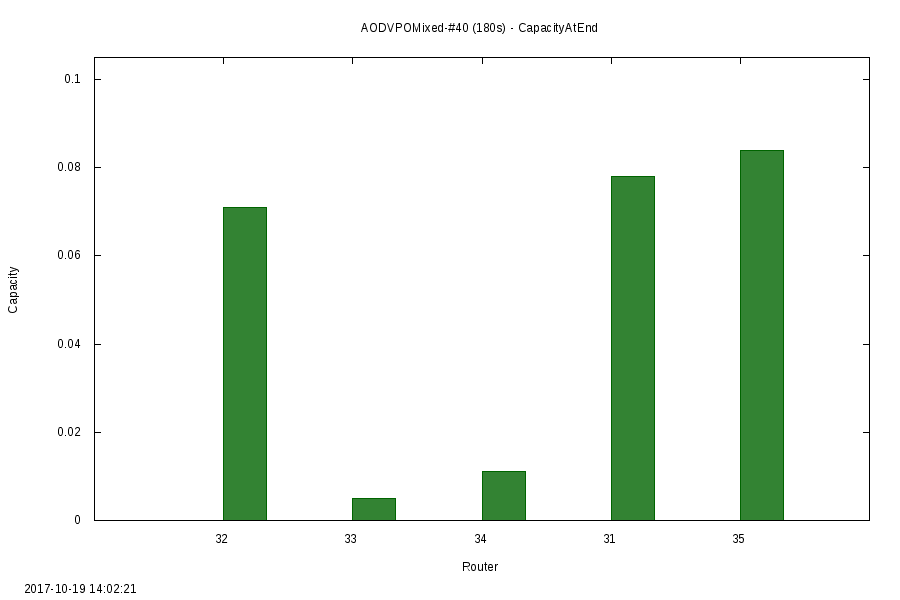 AODVPOMixed-#40 (180s) - CapacityAtEnd
0.1
0.08
0.06
0.04
0.02
0
Capacity
32 33 34 31 35
Router
2017-10-19 14:02:21